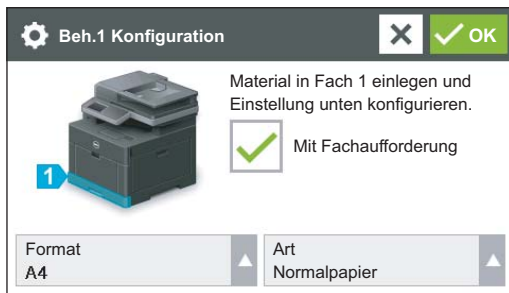 Beh.1 Konfiguration
OK
Material in Fach 1 einlegen und
Einstellung unten konfigurieren.
Mit Fachaufforderung
1
Format
A4
Art
Normalpapier